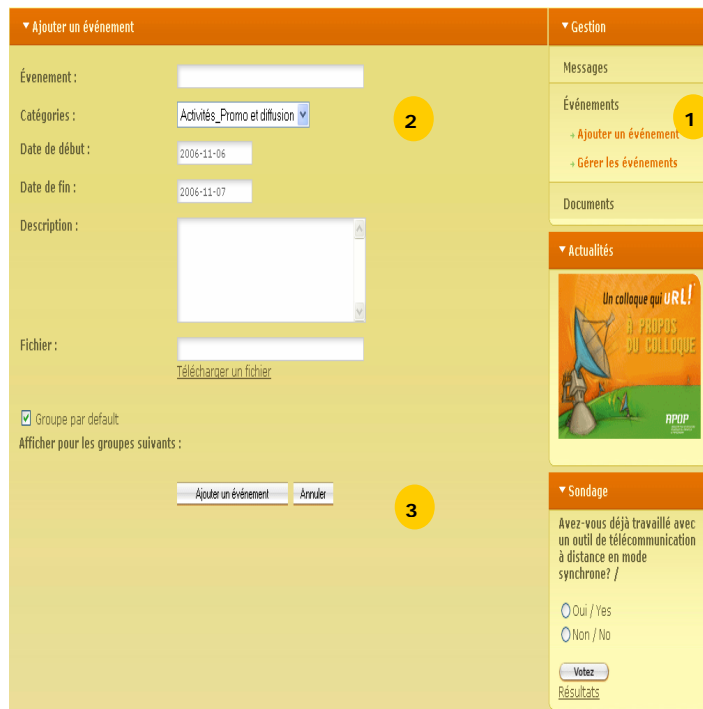 Ajouter un événement
Évenement :
Catégories :
Activités_Promo et diffusion
2
Date de début :
2006-11-06
Date de fin :
2006-11-07
Description :
Fichier :
Télécharger un fichier
Groupe par default
Afficher pour les groupes suivants :
Ajouter un événement
Annuler
3
Gestion
Messages
Événements
1
+ Ajouter un événement
+ Gérer les événements
Documents
Actualités
Un colloque qui URL!
À PROPOS
DU COLLOQUE
APOP
Sondage
Avez-vous déjà travaillé avec
un outil de télécommunication
à distance en mode
synchrone? /
Oui / Yes
Non / No
Votez
Résultats